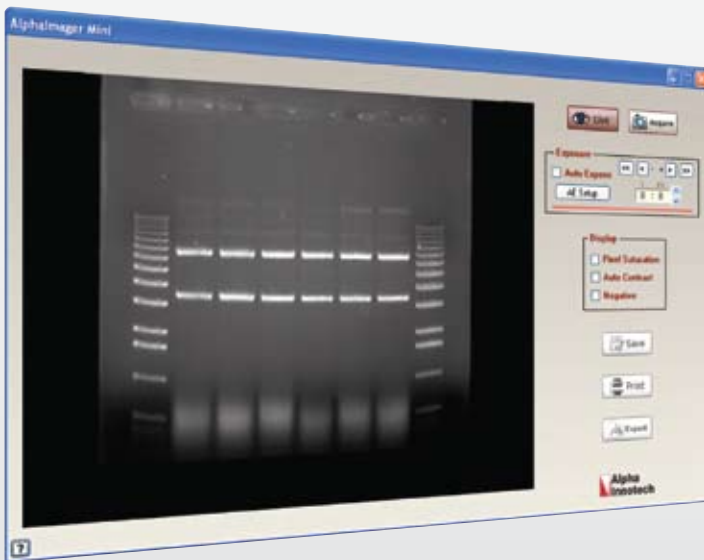 AlphaImager Mini
Live
Acquire
Exposure
Auto Expose
AE Setup
Display
Pixel Saturation
Auto Contrast
Negative
Save
Print
Export
Alpha
Innotech
?